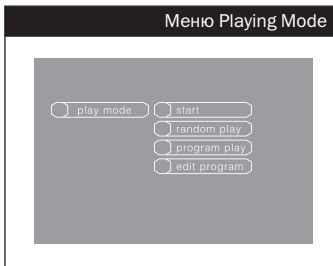 Меню Playing Mode
play mode start
random play
program play
edit program